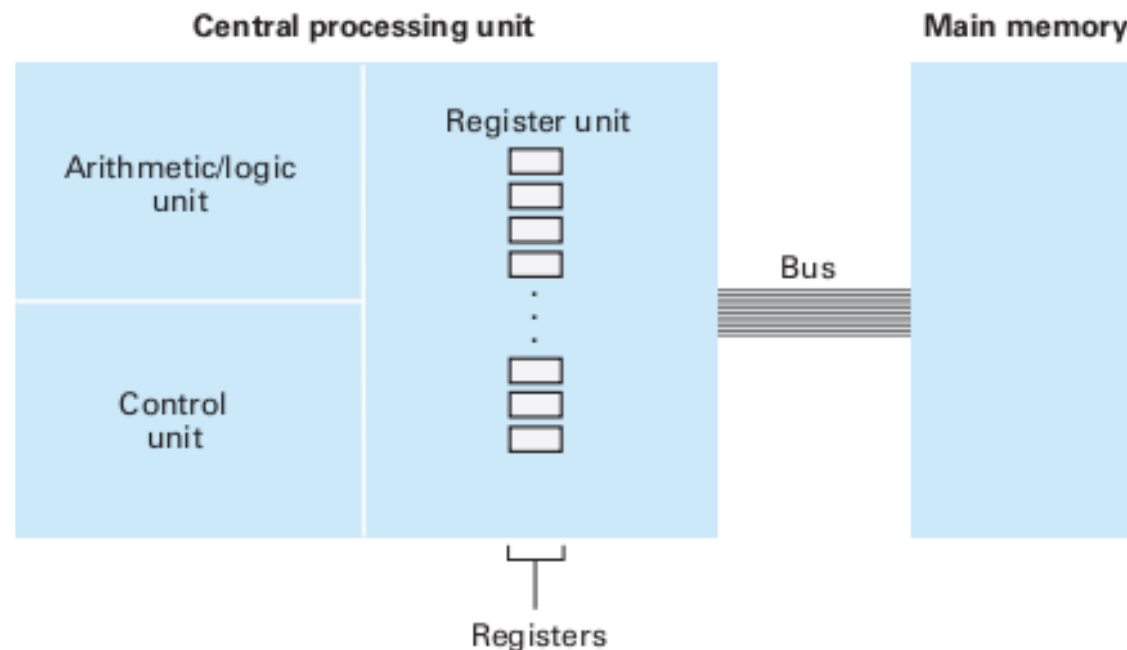 Central processing unit
Main memory
Register unit
Arithmetic/logic
unit
Bus
Control
unit
Registers